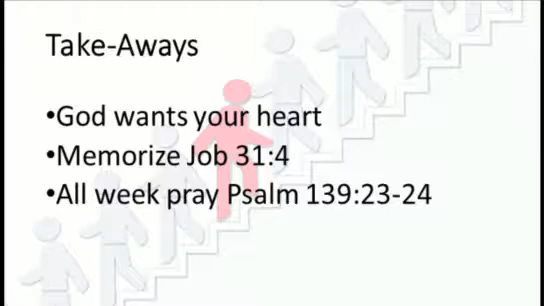 Take-Aways
•God wants your heart
•Memorize Job 31:4
•All week pray Psalm 139:23-24